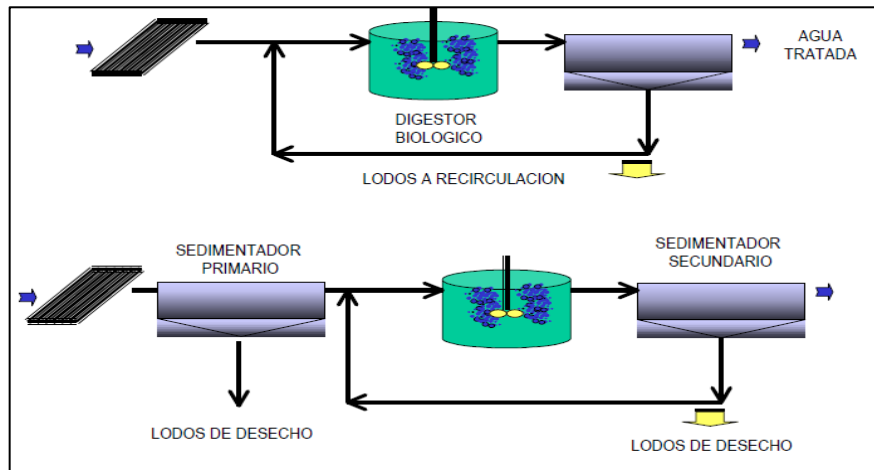 AGUA
TRATADA
DIGESTOR
BIOLOGICO
LODOS A RECIRCULACION
SEDIMENTADOR
PRIMARIO
SEDIMENTADOR
SECUNDARIO
LODOS DE DESECHO
LODOS DE DESECHO